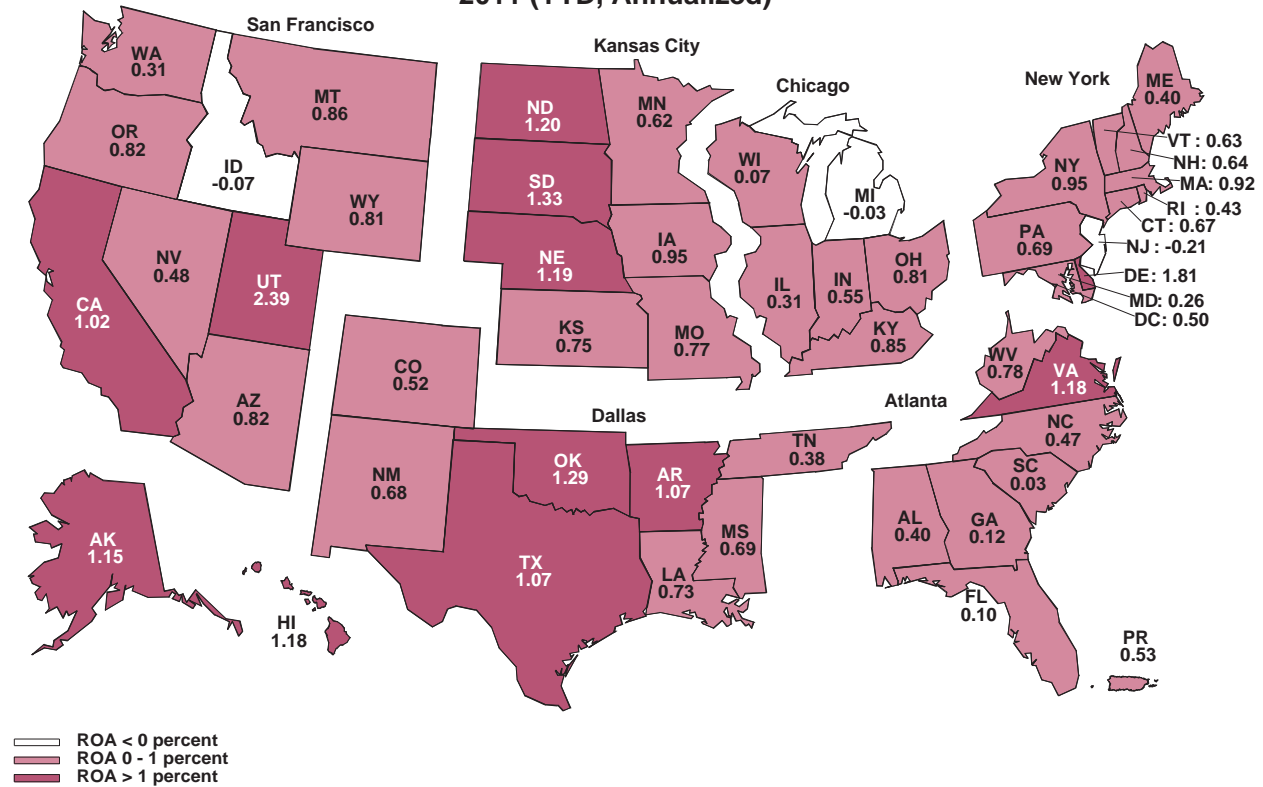 2011 (YTD, Annualized)
San Francisco
Kansas City
Chicago
New York
WA
0.31
MT
0.86
OR
0.82
ID
-0.07
WY
0.81
NV
0.48
UT
2.39
CA
1.02
AZ
0.82
AK
1.15
HI
1.18
ND
1.20
MN
0.62
SD
1.33
NE
1.19
IA
0.95
KS
0.75
MO
0.77
WI
0.07
MI
-0.03
IL
0.31
IN
0.55
OH
0.81
KY
0.85
ME
0.40
VT : 0.63
NH: 0.64
NY
0.95
MA: 0.92
RI : 0.43
CT : 0.67
PA
0.69
NJ : -0.21
DE: 1.81
MD: 0.26
DC: 0.50
Dallas
CO
0.52
NM
0.68
OK
1.29
AR
1.07
TN
0.38
TX
1.07
LA
0.73
MS
0.69
Atlanta
WV
0.78
VA
1.18
NC
0.47
SC
0.03
AL
0.40
GA
0.12
FL
0.10
PR
0.53
ROA < 0 percent
ROA 0 - 1 percent
ROA > 1 percent